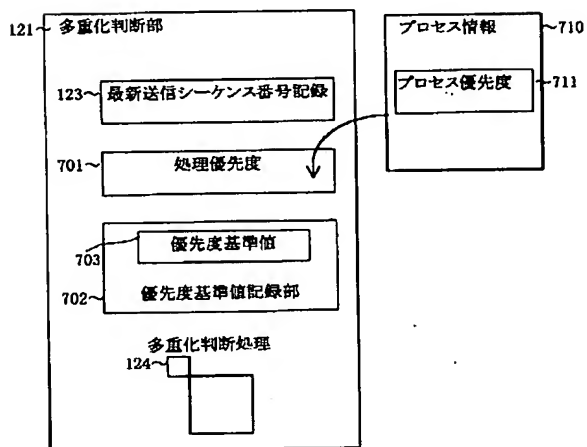 121 多重化判断部
123 最新送信シーケンス番号記録
701 処理優先度
703 優先度基準値
702 優先度基準値記録部
多重化判断処理
124
プロセス情報 710
プロセス優先度 711